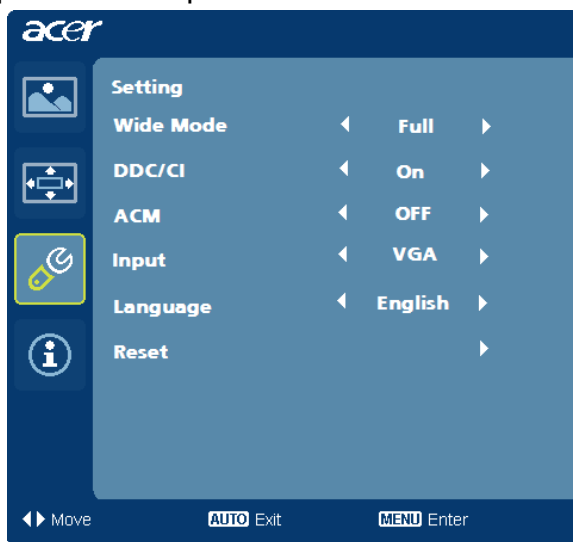 acer
Setting
Wide Mode Full
DDC/CI On
ACM OFF
Input VGA
Language English
Reset
Move AUTO Exit MENU Enter